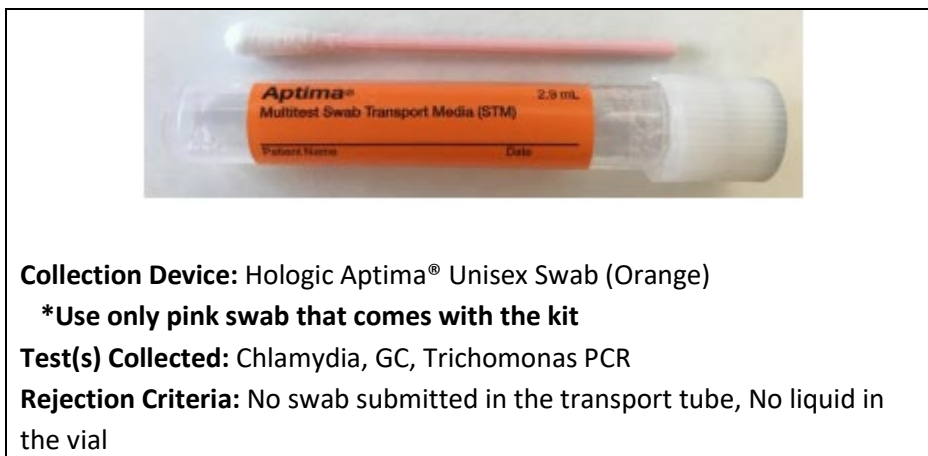 Aptima®
2.9 mL
Multitest Swab Transport Media (STM)
Patient Name
Date
Collection Device: Hologic Aptima® Unisex Swab (Orange)
*Use only pink swab that comes with the kit
Test(s) Collected: Chlamydia, GC, Trichomonas PCR
Rejection Criteria: No swab submitted in the transport tube, No liquid in
the vial